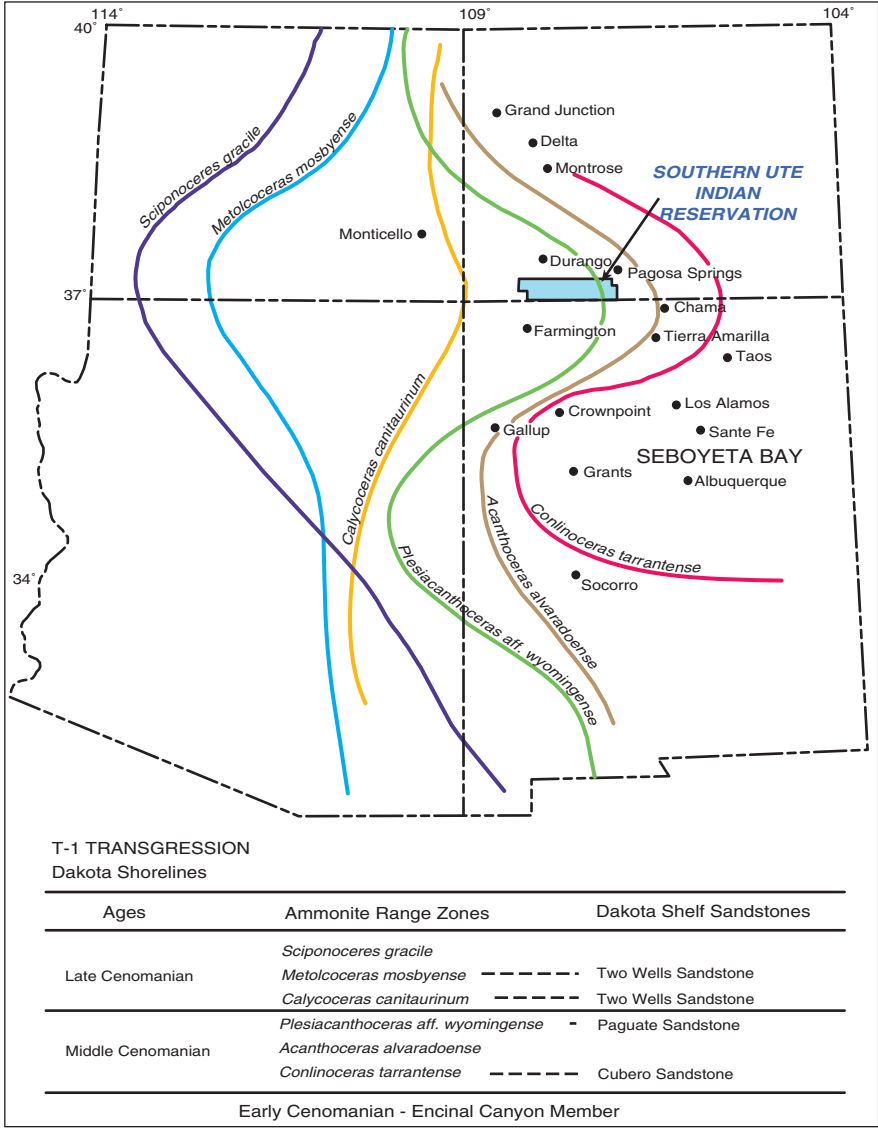 114°
109°
104°
40°
Grand Junction
Delta
Montrose
Sciponoceres gracile
Metolcoceras mosbyense
SOUTHERN UTE
INDIAN
RESERVATION
Monticello
Durango
Pagosa Springs
37°
Chama
Farmington
Tierra Amarilla
Taos
Calycoceras canitaurinum
Crownpoint
Los Alamos
Gallup
Sante Fe
SEBOYETA BAY
Grants
Albuquerque
Conlinoceras tarrantense
Acanthoceras alvaradoense
Plesiacanthoceras aff. wyomingense
34°
Socorro
T-1 TRANSGRESSION
Dakota Shorelines
Ages Ammonite Range Zones Dakota Shelf Sandstones
Sciponoceres gracile
Late Cenomanian Metolcoceras mosbyense Two Wells Sandstone
Calycoceras canitaurinum Two Wells Sandstone
Plesiacanthoceras aff. wyomingense - Paguate Sandstone
Middle Cenomanian Acanthoceras alvaradoense
Conlinoceras tarrantense Cubero Sandstone
Early Cenomanian - Encinal Canyon Member